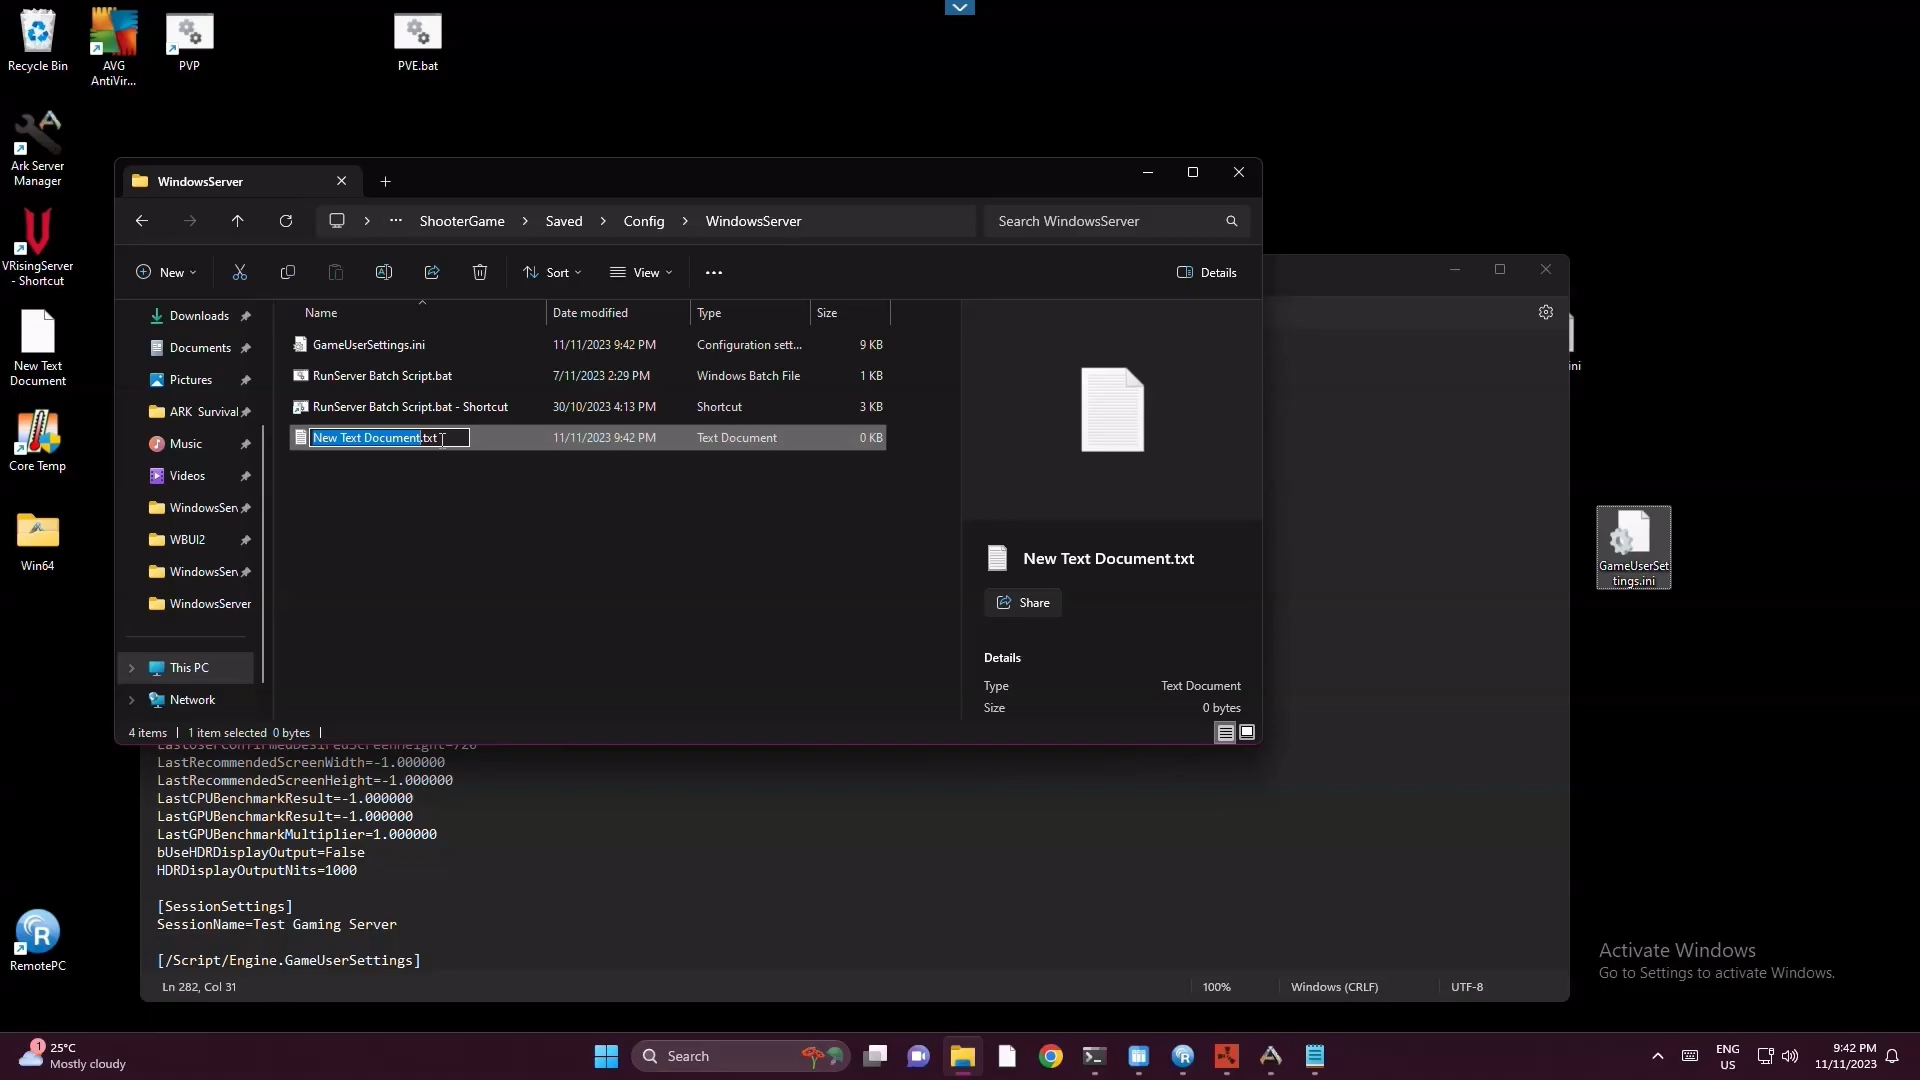 Recycle Bin
AVG
AntiVir...
PVP
PVE.bat
Ark Server
Manager
VRisingServer
- Shortcut
New Text
Document
Core Temp
Win64
RemotePC
WindowsServer
ShooterGame > Saved > Config > WindowsServer
Search WindowsServer
New
Sort
View
Details
Downloads
Documents
Pictures
ARK Survival
Music
Videos
WindowsSer
WBUI2
WindowsSer
WindowsServer
This PC
Network
Name Date modified Type Size
GameUserSettings.ini 11/11/2023 9:42 PM Configuration sett... 9 KB
RunServer Batch Script.bat 7/11/2023 2:29 PM Windows Batch File 1 KB
RunServer Batch Script.bat - Shortcut 30/10/2023 4:13 PM Shortcut 3 KB
New Text Document.txt 11/11/2023 9:42 PM Text Document 0 KB
New Text Document.txt
Share
Details
Type Text Document
Size 0 bytes
4 items 1 item selected 0 bytes
ini
GameUserSet
tings.ini
LastRecommendedScreenWidth=-1.000000
LastRecommendedScreenHeight=-1.000000
LastCPUBenchmarkResult=-1.000000
LastGPUBenchmarkResult=-1.000000
LastGPUBenchmarkMultiplier=1.000000
bUseHDRDisplayOutput=False
HDRDisplayOutputNits=1000
[SessionSettings]
SessionName=Test Gaming Server
[/Script/Engine.GameUserSettings]
Ln 282, Col 31
100%
Windows (CRLF)
UTF-8
Activate Windows
Go to Settings to activate Windows.
1
25°C
Mostly cloudy
Search
ENG
US
9:42 PM
11/11/2023